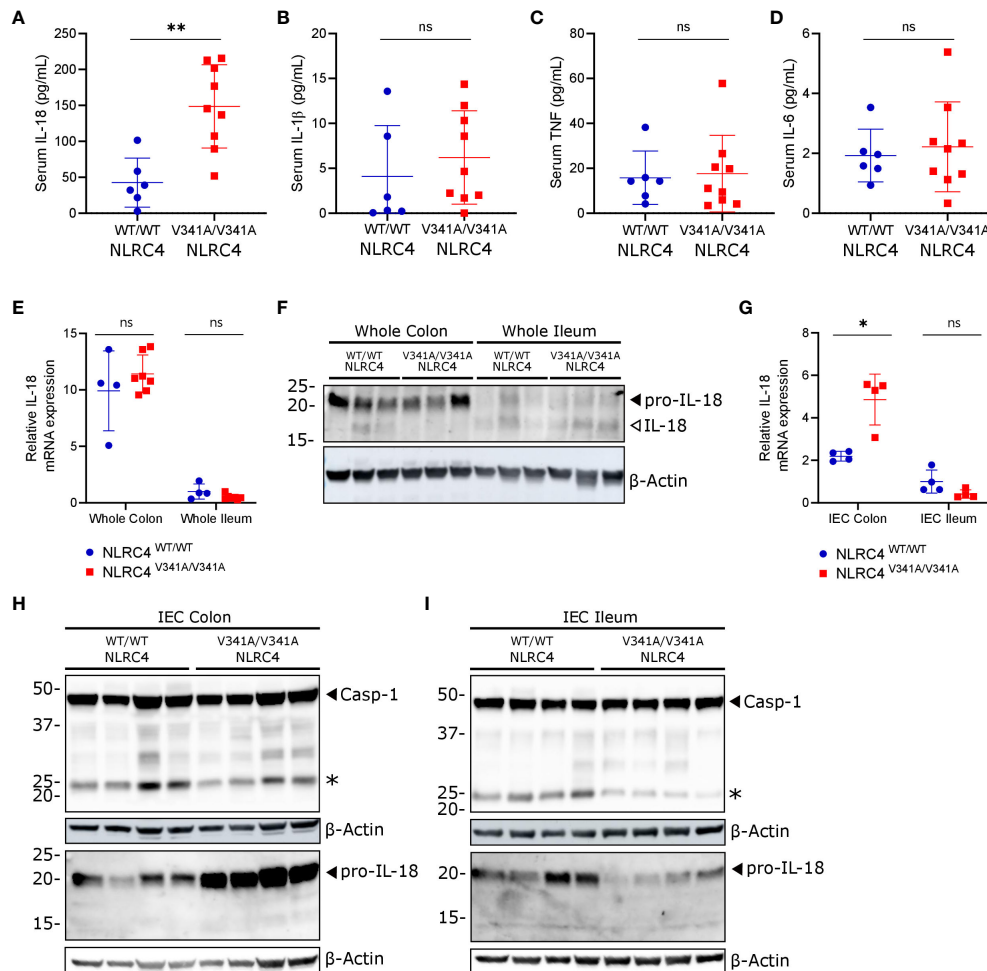 A
**
Serum IL-18 (pg/mL)
250
200
150
100
50
0
WT/WT
NLRC4
V341A/V341A
NLRC4
B
ns
Serum IL-1β (pg/mL)
20
15
10
5
0
WT/WT
NLRC4
V341A/V341A
NLRC4
C
ns
Serum TNF (pg/mL)
80
60
40
20
0
WT/WT
NLRC4
V341A/V341A
NLRC4
D
ns
Serum IL-6 (pg/mL)
6
4
2
0
WT/WT
NLRC4
V341A/V341A
NLRC4
E
ns ns
Relative IL-18
mRNA expression
15
10
5
0
Whole Colon Whole Ileum
NLRC4 WT/WT
NLRC4 V341A/V341A
F
Whole Colon Whole Ileum
WT/WT V341A/V341A WT/WT V341A/V341A
NLRC4 NLRC4 NLRC4 NLRC4
25-
20-
15-
pro-IL-18
IL-18
β-Actin
G
* ns
Relative IL-18
mRNA expression
8
6
4
2
0
IEC Colon IEC Ileum
NLRC4 WT/WT
NLRC4 V341A/V341A
H
IEC Colon
WT/WT V341A/V341A
NLRC4 NLRC4
50-
37-
25-
20-
Casp-1
*
β-Actin
25-
20-
15-
pro-IL-18
β-Actin
I
IEC Ileum
WT/WT V341A/V341A
NLRC4 NLRC4
50-
37-
25-
20-
Casp-1
*
β-Actin
20-
15-
pro-IL-18
β-Actin